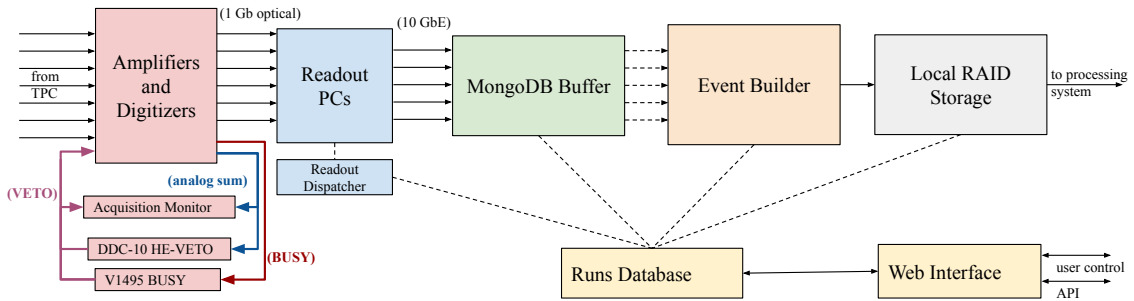 (1 Gb optical)
(10 GbE)
from
TPC
Amplifiers
and
Digitizers
Readout
PCs
MongoDB Buffer
Event Builder
Local RAID
Storage
to processing
system
Readout
Dispatcher
(VETO)
(analog sum)
Acquisition Monitor
DDC-10 HE-VETO
(BUSY)
V1495 BUSY
Runs Database
Web Interface
user control
API